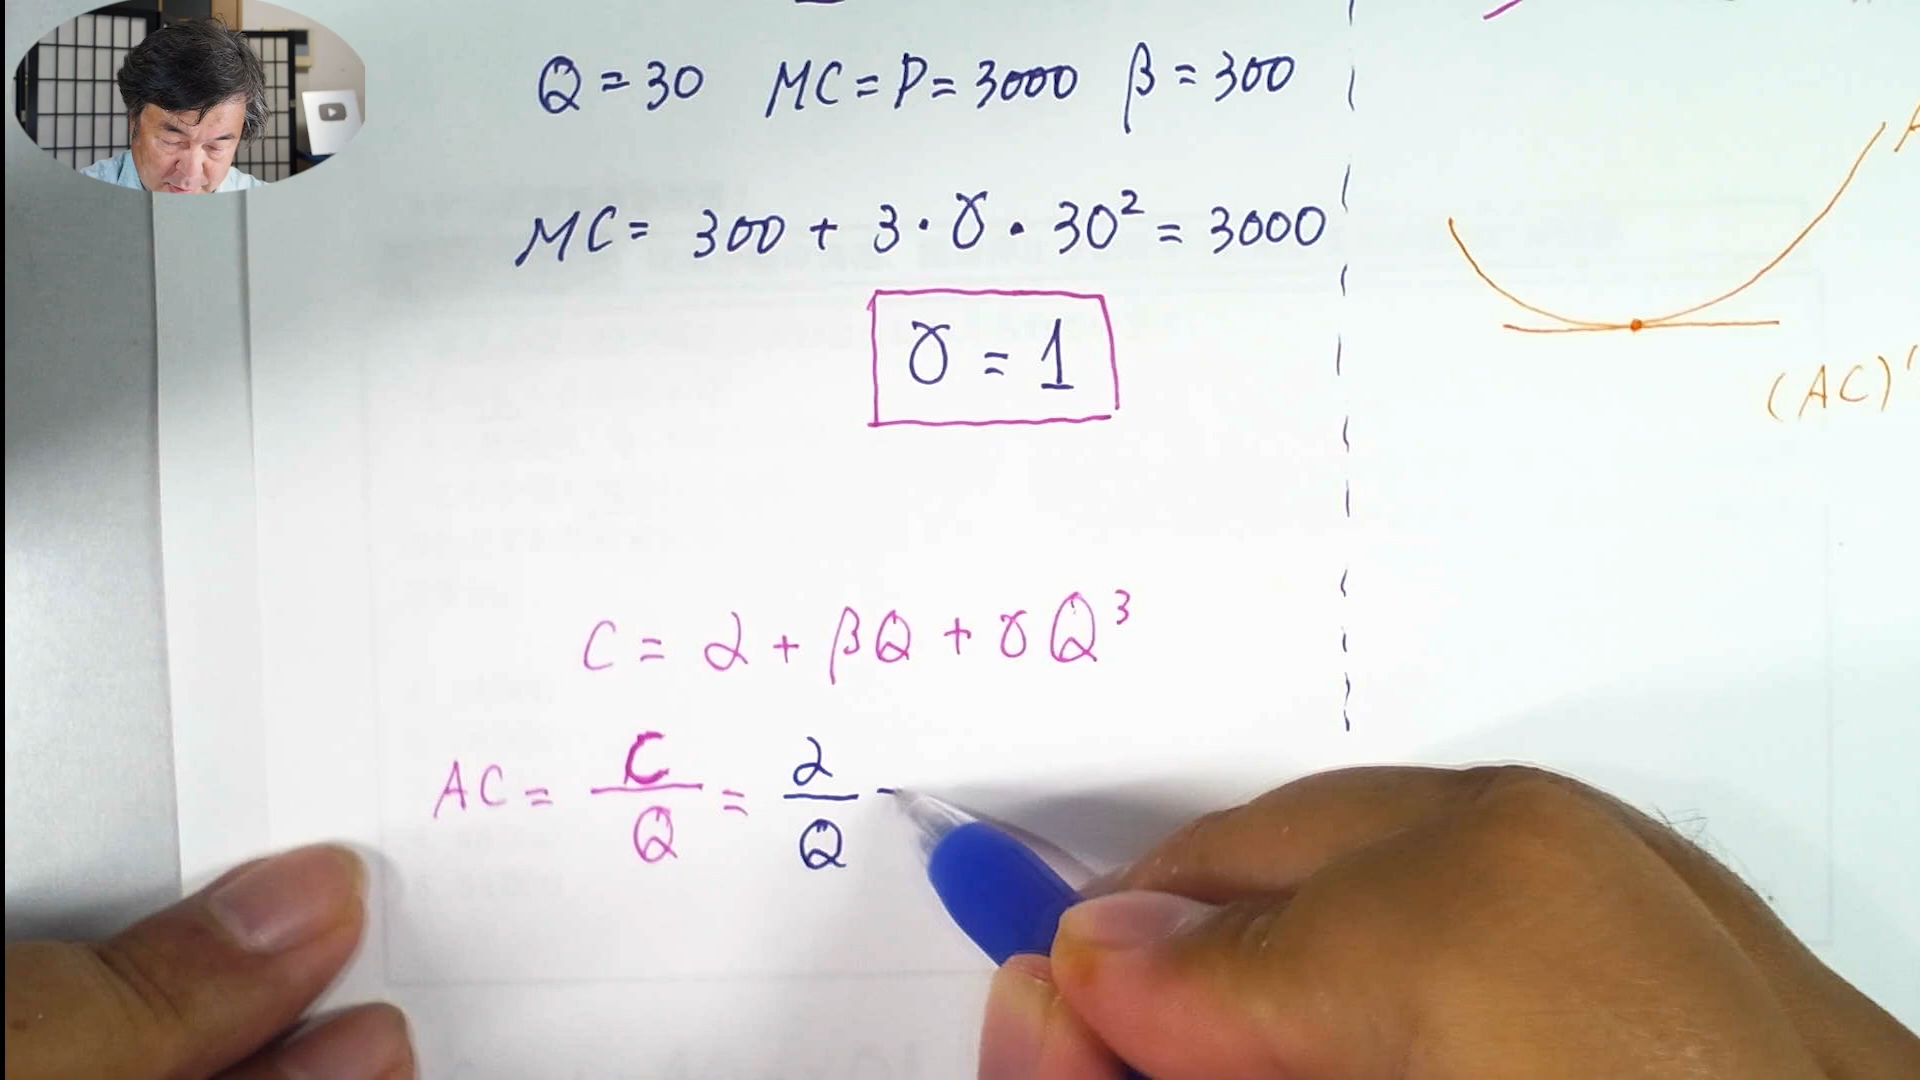 Q = 30 MC = P = 3000 β = 300
MC = 300 + 3 · γ · 30² = 3000
γ = 1
C = α + βQ + γQ³
AC = C/Q = α/Q
(AC)'